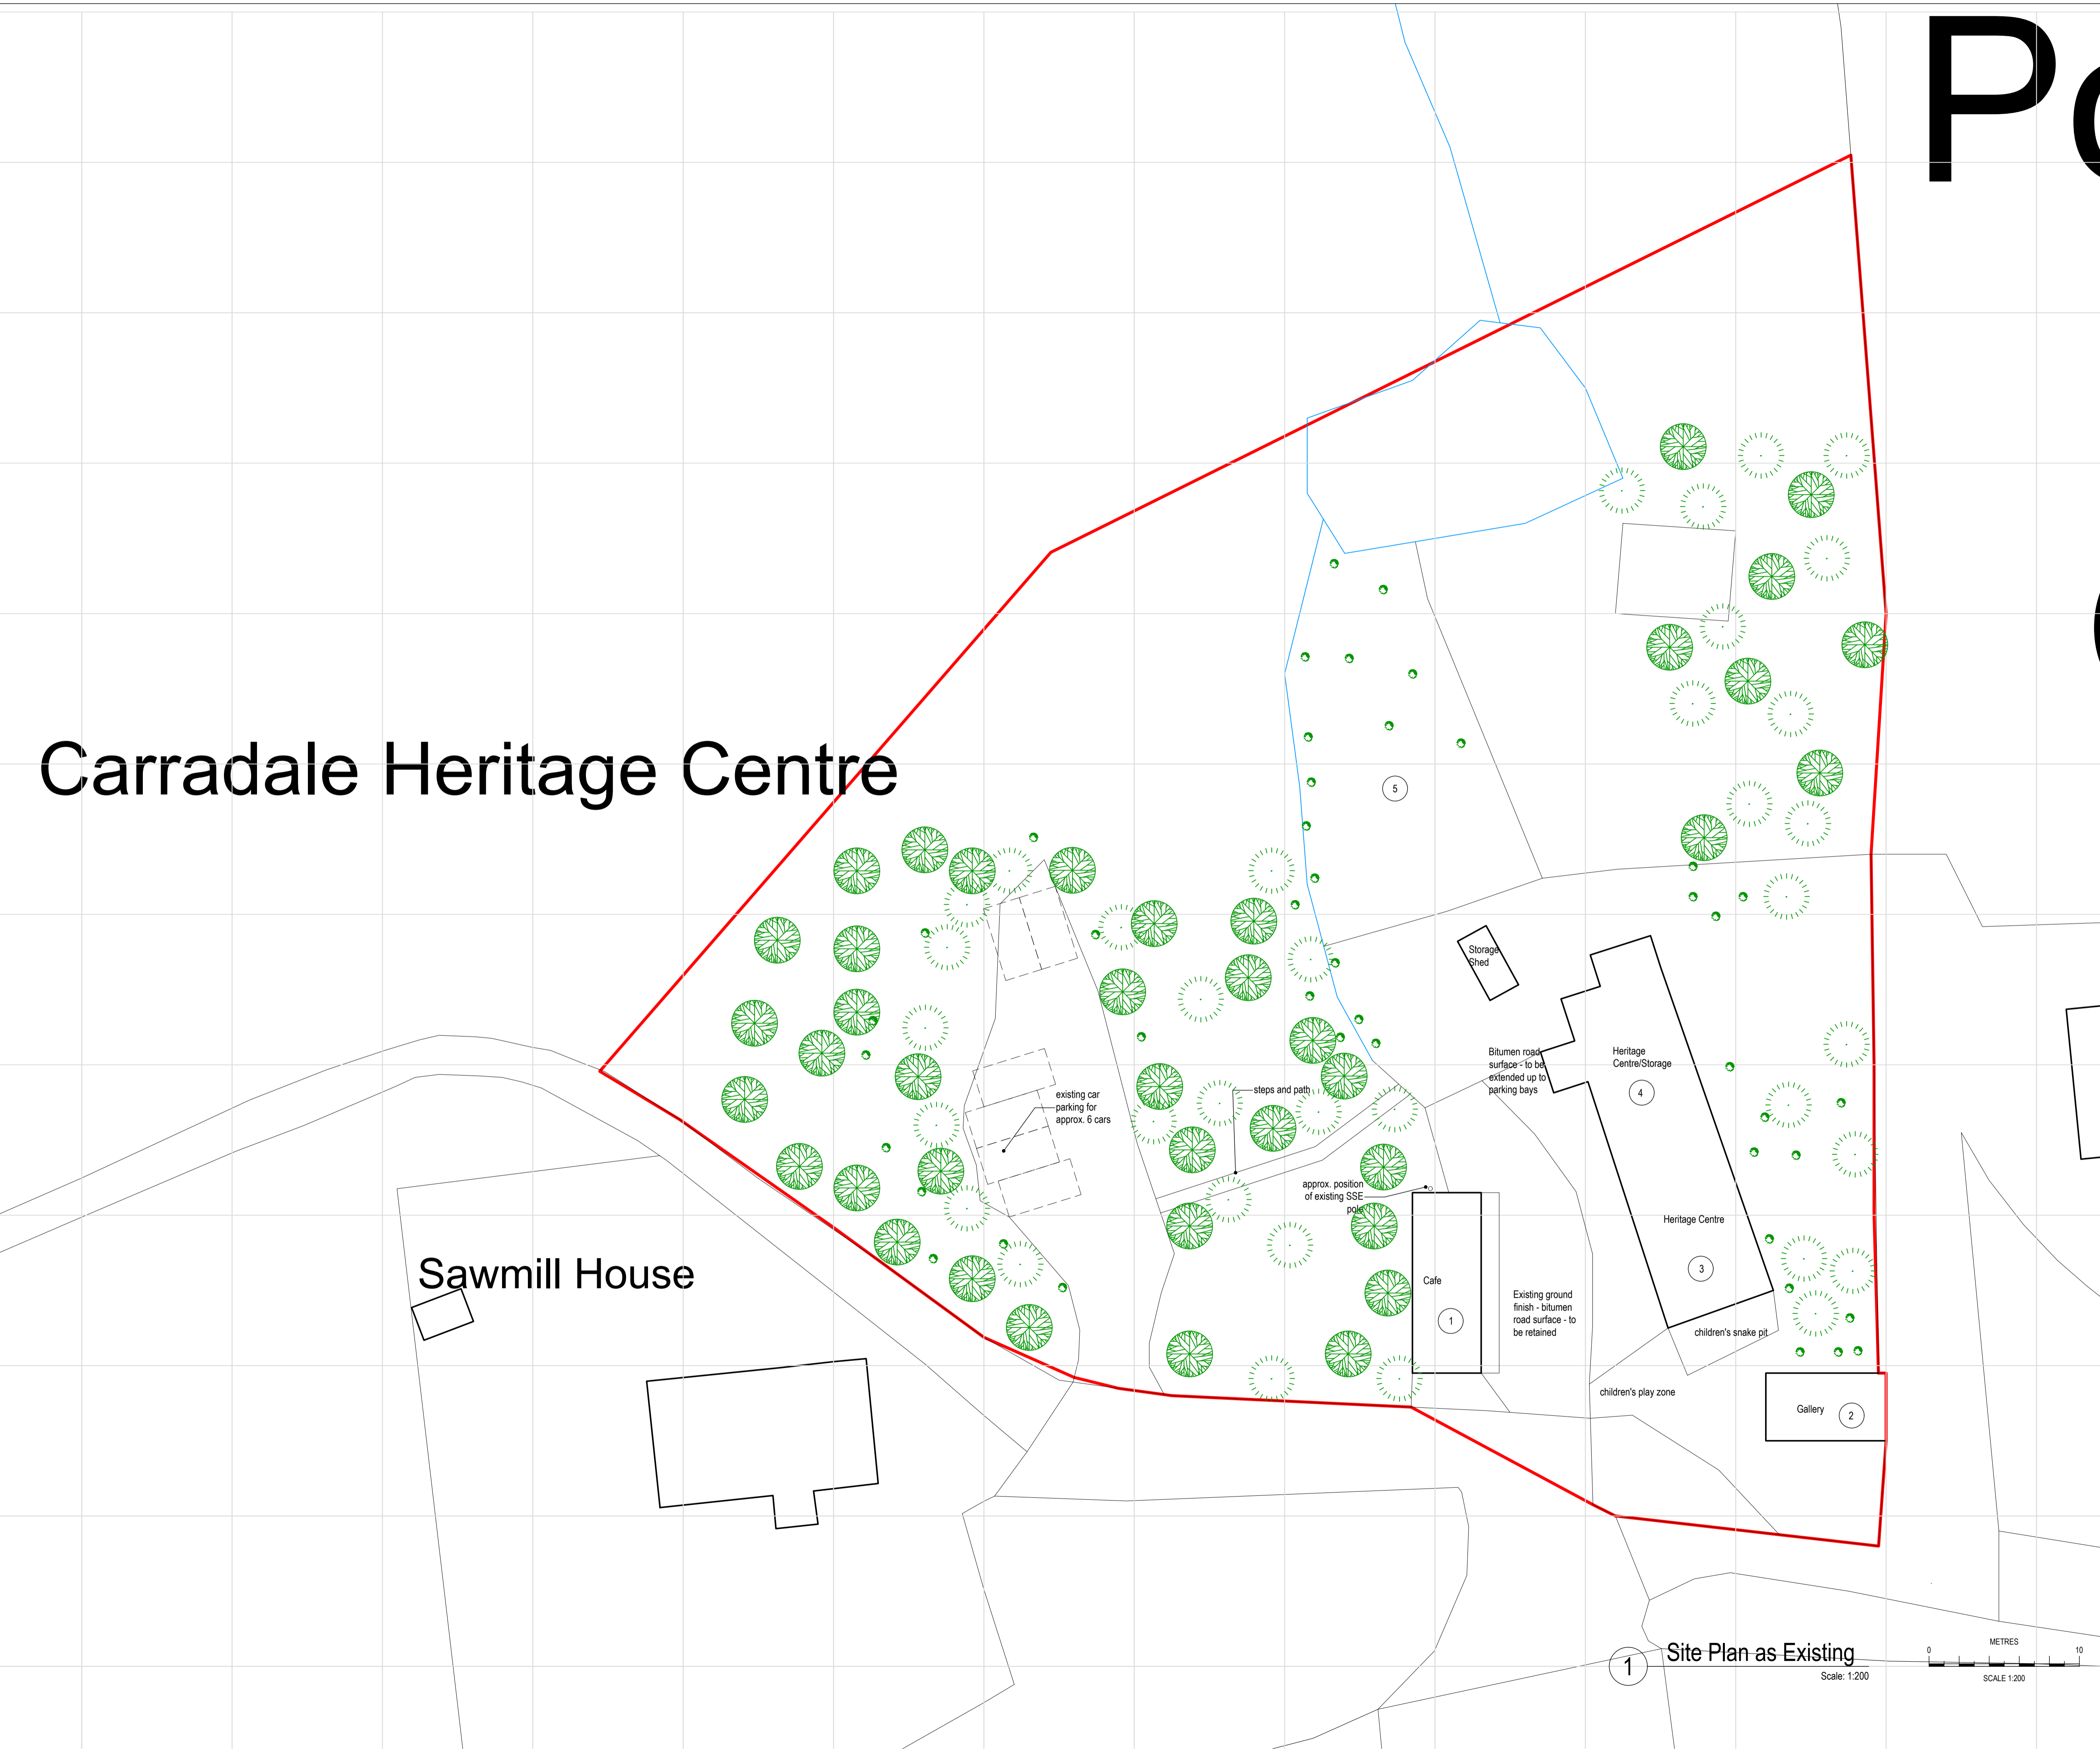 Po
Carradale Heritage Centre
5
Storage
Shed
Bitumen road
surface - to be
extended up to
parking bays
Heritage
Centre/Storage
4
existing car
parking for
approx. 6 cars
steps and path
approx. position
of existing SSE
pole
Heritage Centre
3
Cafe
1
Existing ground
finish - bitumen
road surface - to
be retained
Sawmill House
children's snake pit
children's play zone
Gallery
2
1
Site Plan as Existing
Scale: 1:200
METRES
0
10
SCALE 1:200